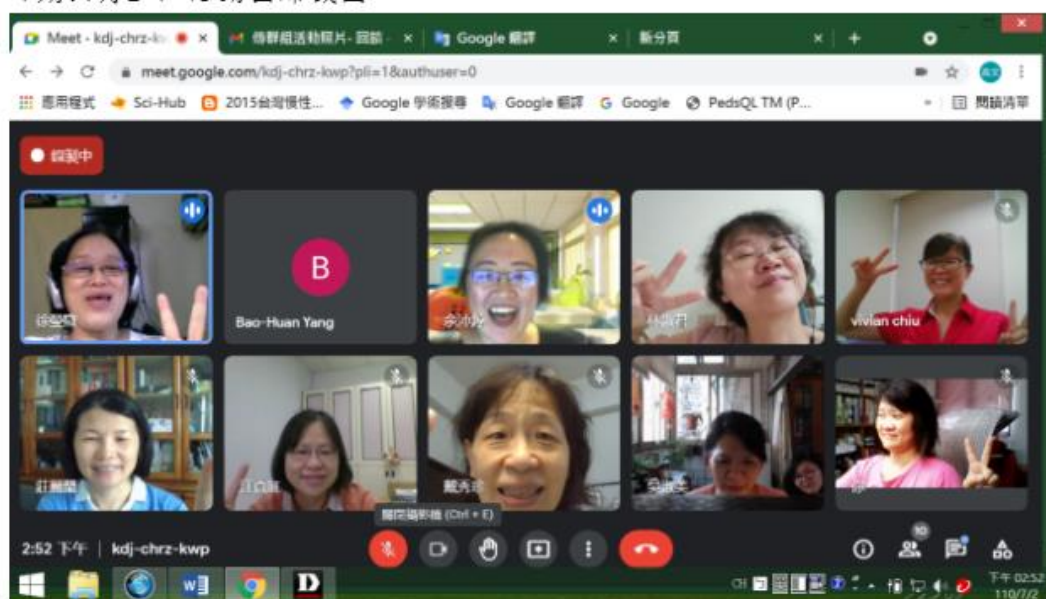 Meet - kdj-chrz-k
傳群組活動照片- 回饋
Google 翻譯
新分頁
meet.google.com/kdj-chrz-kwp?pli=1&authuser=0
應用程式
Sci-Hub
2015台灣慢性...
Google 學術搜尋
Google 翻譯
Google
PedsQL TM (P...
閱讀清單
錄製中
B
Bao-Huan Yang
vivian chiu
戴秀珍
關閉攝影機 (Ctrl + E)
2:52 下午 | kdj-chrz-kwp
10
W
D
CH
下午 02:52
110/7/2